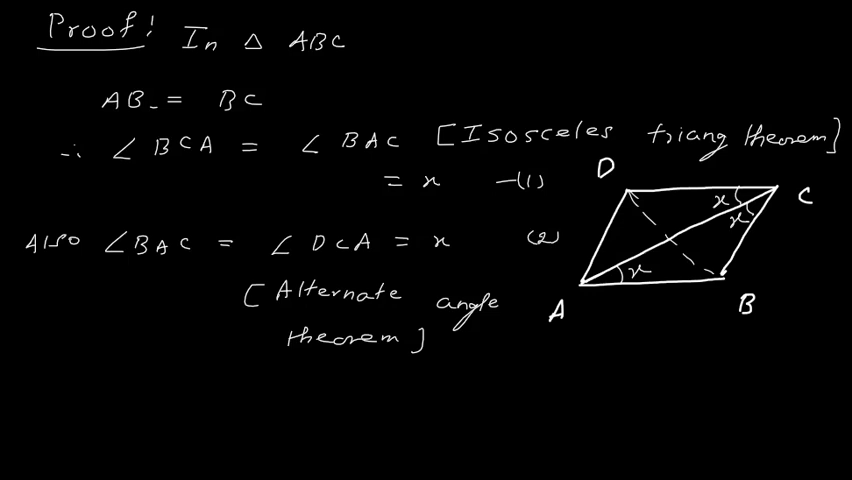 Proof!
In △ ABC
AB = BC
∴ ∠ BCA = ∠ BAC [Isosceles triang theorem]
= x —(1)
Also ∠BAC = ∠ DCA = x (2)
[Alternate angle
theorem]
D
C
x
x
x
A
B